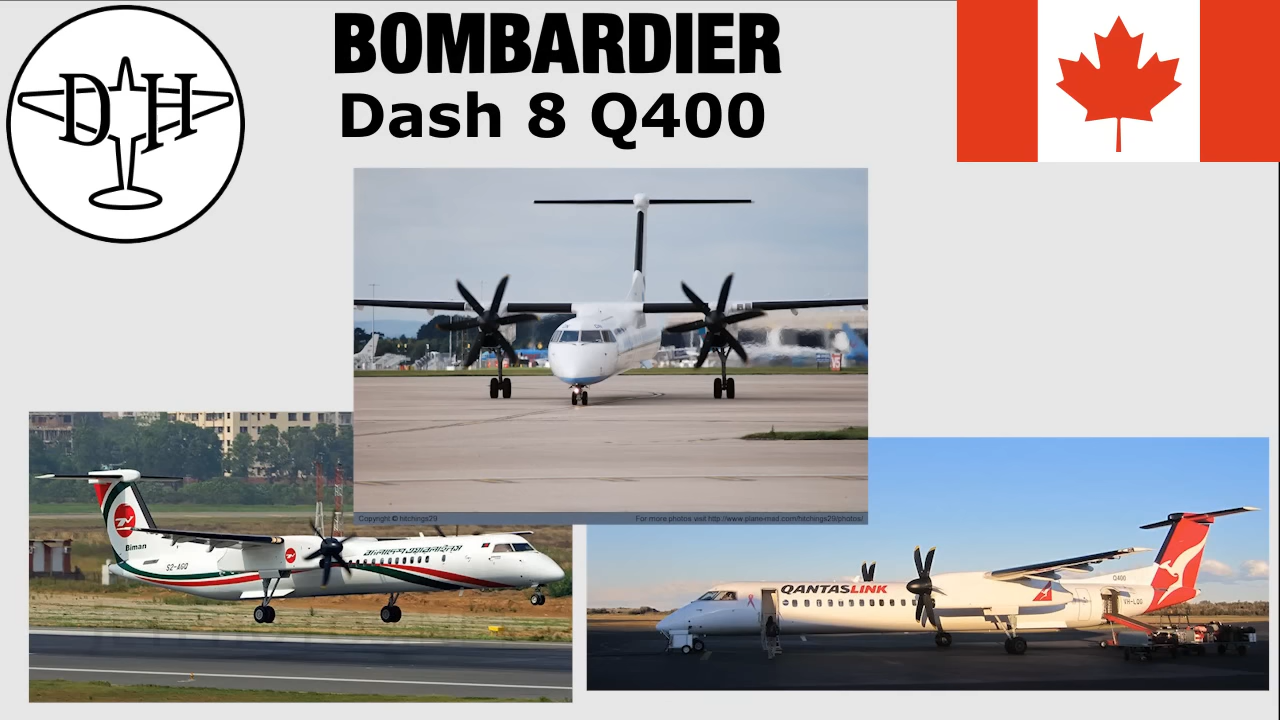 DH
BOMBARDIER
Dash 8 Q400
Copyright © hitchings29
For more photos visit http://www.plane-mad.com/hitchings29/photos/
Biman
S2-AGQ
QANTASLINK
Q400
VH-LQG